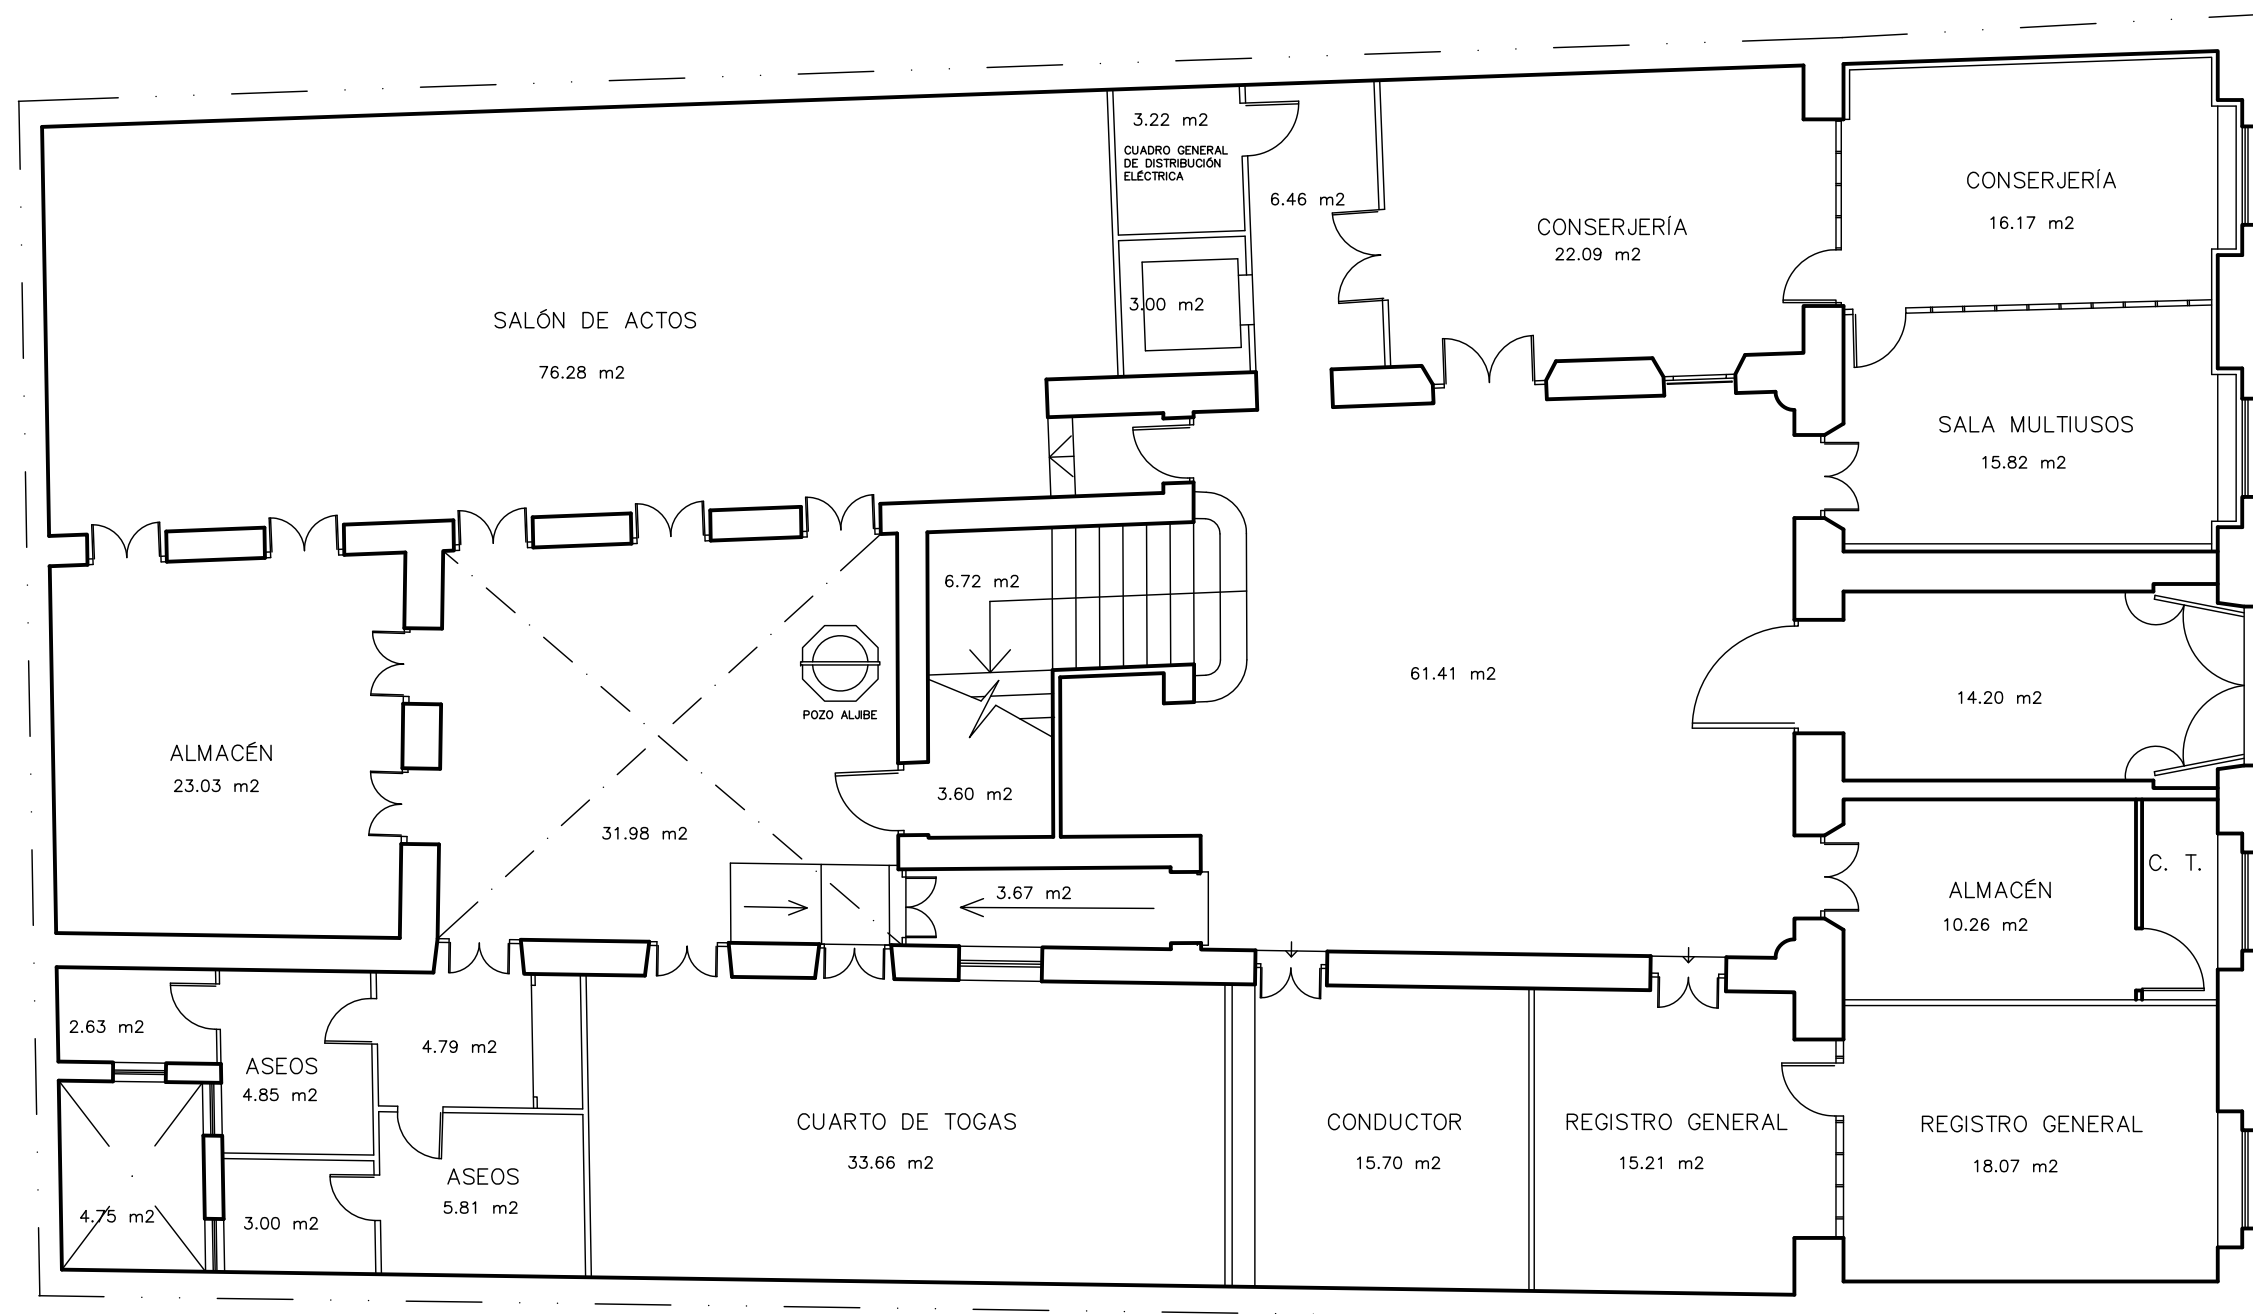 3.22 m2
CUADRO GENERAL
DE DISTRIBUCIÓN
ELÉCTRICA
6.46 m2
CONSERJERÍA
22.09 m2
CONSERJERÍA
16.17 m2
SALÓN DE ACTOS
76.28 m2
3.00 m2
SALA MULTIUSOS
15.82 m2
6.72 m2
61.41 m2
14.20 m2
POZO ALJIBE
ALMACÉN
23.03 m2
31.98 m2
3.60 m2
3.67 m2
ALMACÉN
10.26 m2
C. T.
2.63 m2
ASEOS
4.85 m2
4.79 m2
CUARTO DE TOGAS
33.66 m2
CONDUCTOR
15.70 m2
REGISTRO GENERAL
15.21 m2
REGISTRO GENERAL
18.07 m2
4.75 m2
3.00 m2
ASEOS
5.81 m2